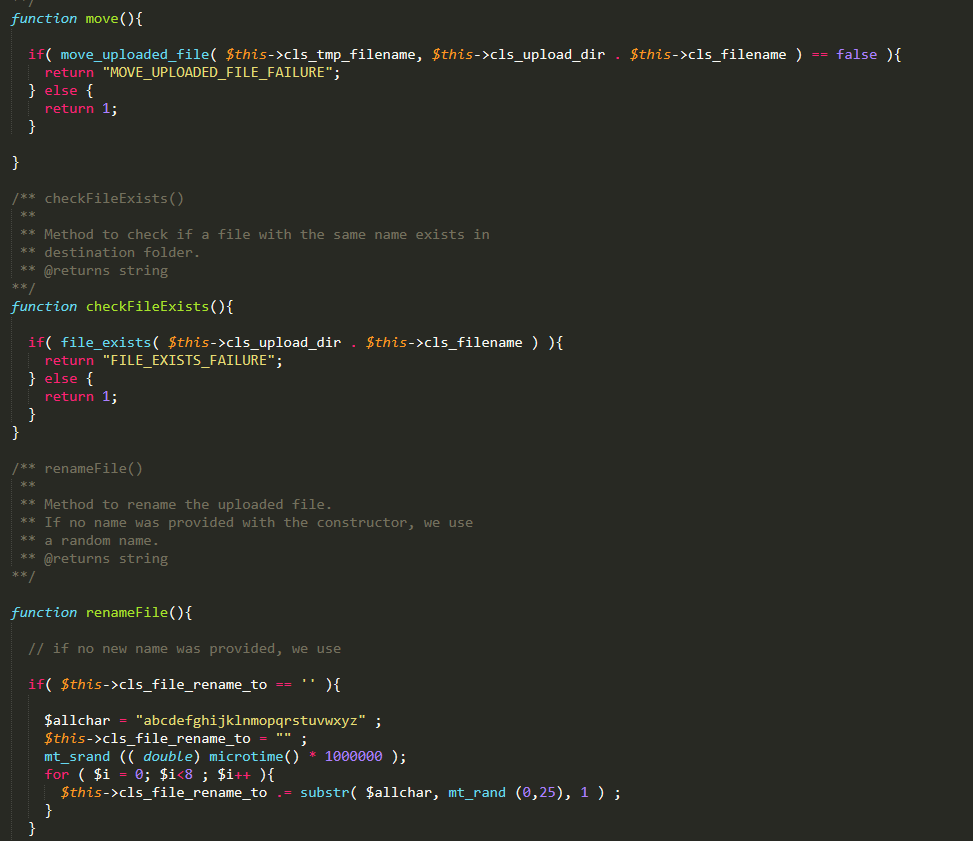 **/
function move(){
if( move_uploaded_file( $this->cls_tmp_filename, $this->cls_upload_dir . $this->cls_filename ) == false ){
return "MOVE_UPLOADED_FILE_FAILURE";
} else {
return 1;
}
}
/** checkFileExists()
**
** Method to check if a file with the same name exists in
** destination folder.
** @returns string
**/
function checkFileExists(){
if( file_exists( $this->cls_upload_dir . $this->cls_filename ) ){
return "FILE_EXISTS_FAILURE";
} else {
return 1;
}
}
/** renameFile()
**
** Method to rename the uploaded file.
** If no name was provided with the constructor, we use
** a random name.
** @returns string
**/
function renameFile(){
// if no new name was provided, we use
if( $this->cls_file_rename_to == '' ){
$allchar = "abcdefghijklnmopqrstuvwxyz" ;
$this->cls_file_rename_to = "" ;
mt_srand (( double) microtime() * 1000000 );
for ( $i = 0; $i<8 ; $i++ ){
$this->cls_file_rename_to .= substr( $allchar, mt_rand (0,25), 1 ) ;
}
}